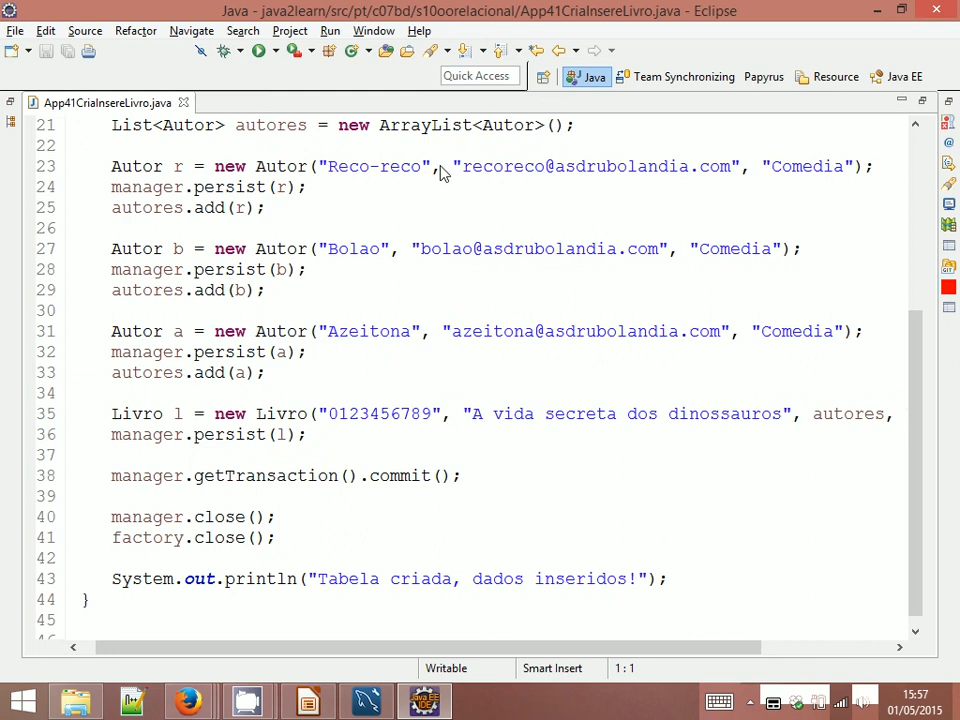 Java - java2learn/src/pt/c07bd/s10oorelacional/App41CriaInsereLivro.java - Eclipse
File Edit Source Refactor Navigate Search Project Run Window Help
Quick Access Java Team Synchronizing Papyrus Resource Java EE
App41CriaInsereLivro.java
21 List<Autor> autores = new ArrayList<Autor>();
22
23 Autor r = new Autor("Reco-reco", "recoreco@asdrubolandia.com", "Comedia");
24 manager.persist(r);
25 autores.add(r);
26
27 Autor b = new Autor("Bolao", "bolao@asdrubolandia.com", "Comedia");
28 manager.persist(b);
29 autores.add(b);
30
31 Autor a = new Autor("Azeitona", "azeitona@asdrubolandia.com", "Comedia");
32 manager.persist(a);
33 autores.add(a);
34
35 Livro l = new Livro("0123456789", "A vida secreta dos dinossauros", autores,
36 manager.persist(l);
37
38 manager.getTransaction().commit();
39
40 manager.close();
41 factory.close();
42
43 System.out.println("Tabela criada, dados inseridos!");
44 }
45
Writable Smart Insert 1 : 1
Java EE
IDE
15:57
01/05/2015